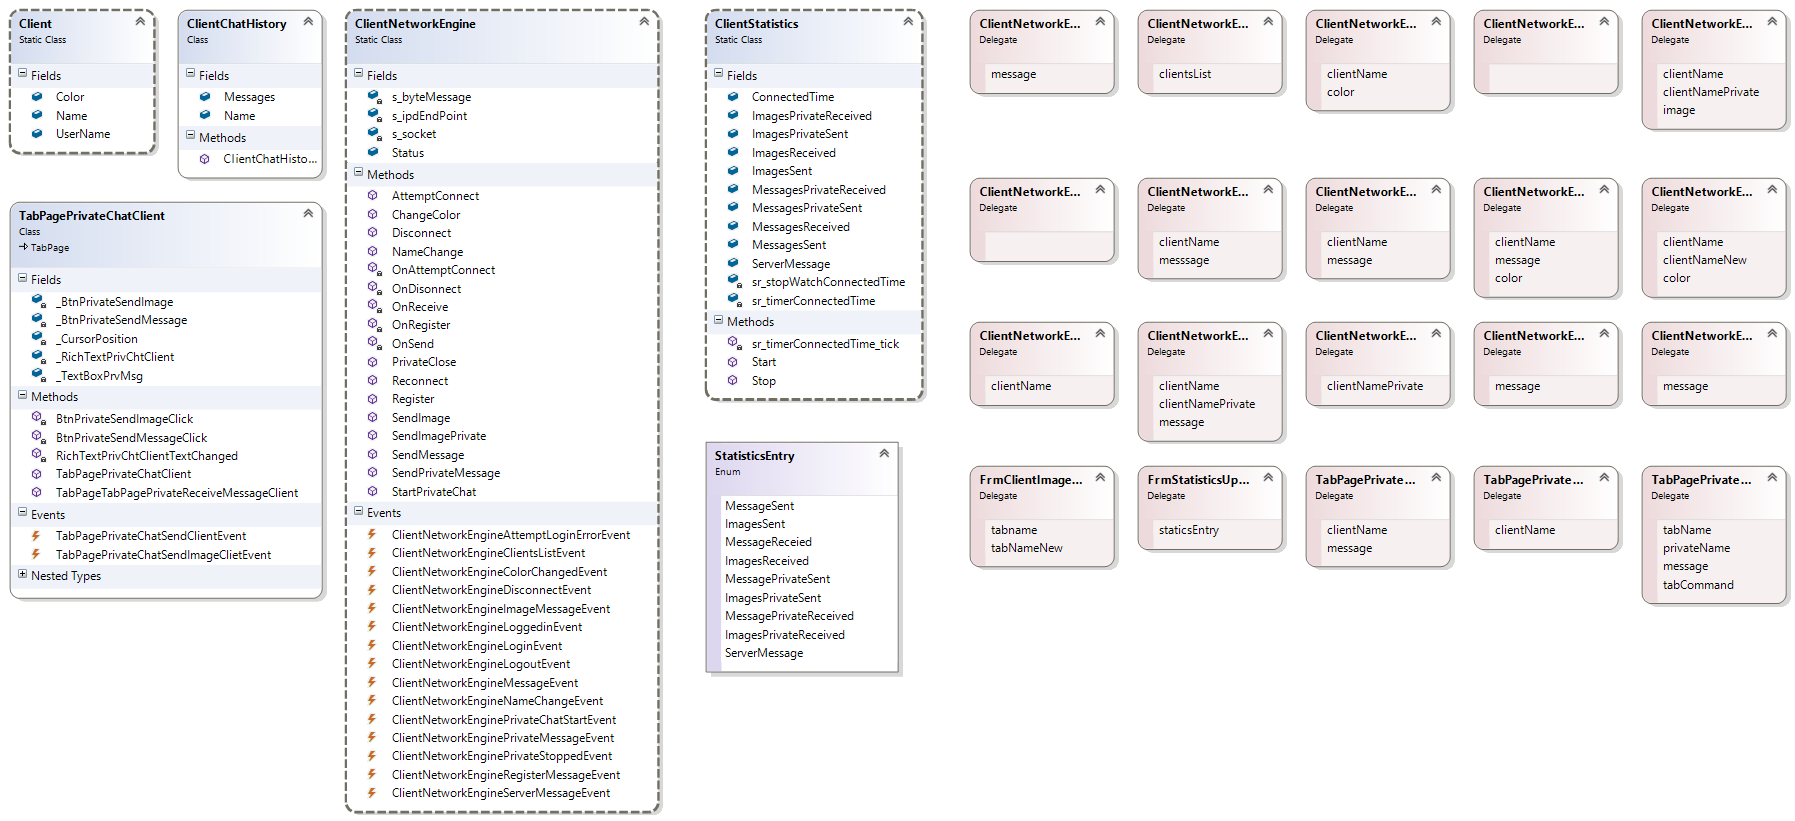 Client
Static Class
Fields
Color
Name
UserName
ClientChatHistory
Class
Fields
Messages
Name
Methods
ClientChatHisto...
TabPagePrivateChatClient
Class
TabPage
Fields
_BtnPrivateSendImage
_BtnPrivateSendMessage
_CursorPosition
_RichTextPrivChtClient
_TextBoxPrvMsg
Methods
BtnPrivateSendImageClick
BtnPrivateSendMessageClick
RichTextPrivChtClientTextChanged
TabPagePrivateChatClient
TabPageTabPagePrivateReceiveMessageClient
Events
TabPagePrivateChatSendClientEvent
TabPagePrivateChatSendImageClietEvent
Nested Types
ClientNetworkEngine
Static Class
Fields
s_byteMessage
s_ipdEndPoint
s_socket
Status
Methods
AttemptConnect
ChangeColor
Disconnect
NameChange
OnAttemptConnect
OnDisonnect
OnReceive
OnRegister
OnSend
PrivateClose
Reconnect
Register
SendImage
SendImagePrivate
SendMessage
SendPrivateMessage
StartPrivateChat
Events
ClientNetworkEngineAttemptLoginErrorEvent
ClientNetworkEngineClientsListEvent
ClientNetworkEngineColorChangedEvent
ClientNetworkEngineDisconnectEvent
ClientNetworkEngineImageMessageEvent
ClientNetworkEngineLoggedinEvent
ClientNetworkEngineLoginEvent
ClientNetworkEngineLogoutEvent
ClientNetworkEngineMessageEvent
ClientNetworkEngineNameChangeEvent
ClientNetworkEnginePrivateChatStartEvent
ClientNetworkEnginePrivateMessageEvent
ClientNetworkEnginePrivateStoppedEvent
ClientNetworkEngineRegisterMessageEvent
ClientNetworkEngineServerMessageEvent
ClientStatistics
Static Class
Fields
ConnectedTime
ImagesPrivateReceived
ImagesPrivateSent
ImagesReceived
ImagesSent
MessagesPrivateReceived
MessagesPrivateSent
MessagesReceived
MessagesSent
ServerMessage
sr_stopWatchConnectedTime
sr_timerConnectedTime
Methods
sr_timerConnectedTime_tick
Start
Stop
StatisticsEntry
Enum
MessageSent
ImagesSent
MessageReceied
ImagesReceived
MessagePrivateSent
ImagesPrivateSent
MessagePrivateReceived
ImagesPrivateReceived
ServerMessage
ClientNetworkE...
Delegate
message
ClientNetworkE...
Delegate
clientsList
ClientNetworkE...
Delegate
clientName
color
ClientNetworkE...
Delegate
ClientNetworkE...
Delegate
clientName
clientNamePrivate
image
ClientNetworkE...
Delegate
ClientNetworkE...
Delegate
clientName
messsage
ClientNetworkE...
Delegate
clientName
message
ClientNetworkE...
Delegate
clientName
message
color
ClientNetworkE...
Delegate
clientName
clientNameNew
color
ClientNetworkE...
Delegate
clientName
ClientNetworkE...
Delegate
clientName
clientNamePrivate
message
ClientNetworkE...
Delegate
clientNamePrivate
ClientNetworkE...
Delegate
message
ClientNetworkE...
Delegate
message
FrmClientImage...
Delegate
tabname
tabNameNew
FrmStatisticsUp...
Delegate
staticsEntry
TabPagePrivate...
Delegate
clientName
message
TabPagePrivate...
Delegate
clientName
TabPagePrivate...
Delegate
tabName
privateName
message
tabCommand